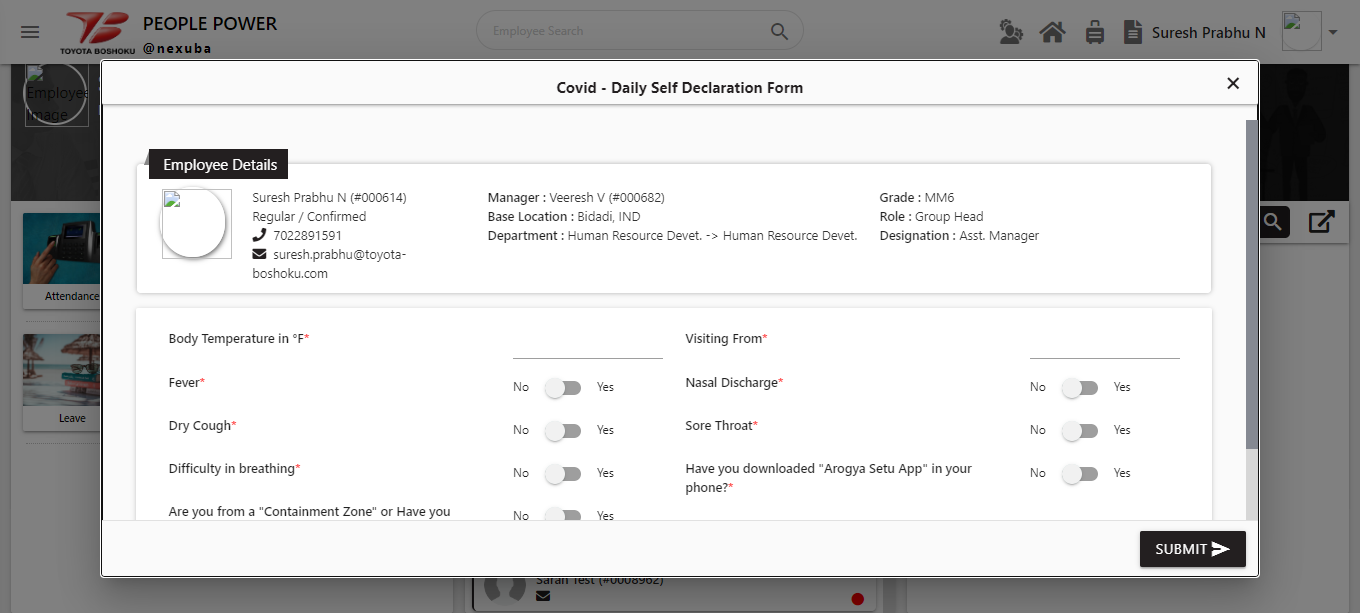 TOYOTA BOSHOKU
PEOPLE POWER
@nexuba
Employee Search
Suresh Prabhu N
Employee
Image
Covid - Daily Self Declaration Form
Employee Details
Suresh Prabhu N (#000614)
Regular / Confirmed
7022891591
suresh.prabhu@toyota-
boshoku.com
Manager : Veeresh V (#000682)
Base Location : Bidadi, IND
Department : Human Resource Devet. -> Human Resource Devet.
Grade : MM6
Role : Group Head
Designation : Asst. Manager
Attendance
Leave
Body Temperature in °F*
Visiting From*
Fever*
No Yes
Nasal Discharge*
No Yes
Dry Cough*
No Yes
Sore Throat*
No Yes
Difficulty in breathing*
No Yes
Have you downloaded "Arogya Setu App" in your
phone?*
No Yes
Are you from a "Containment Zone" or Have you
No Yes
SUBMIT
Sarah Test (#0008962)